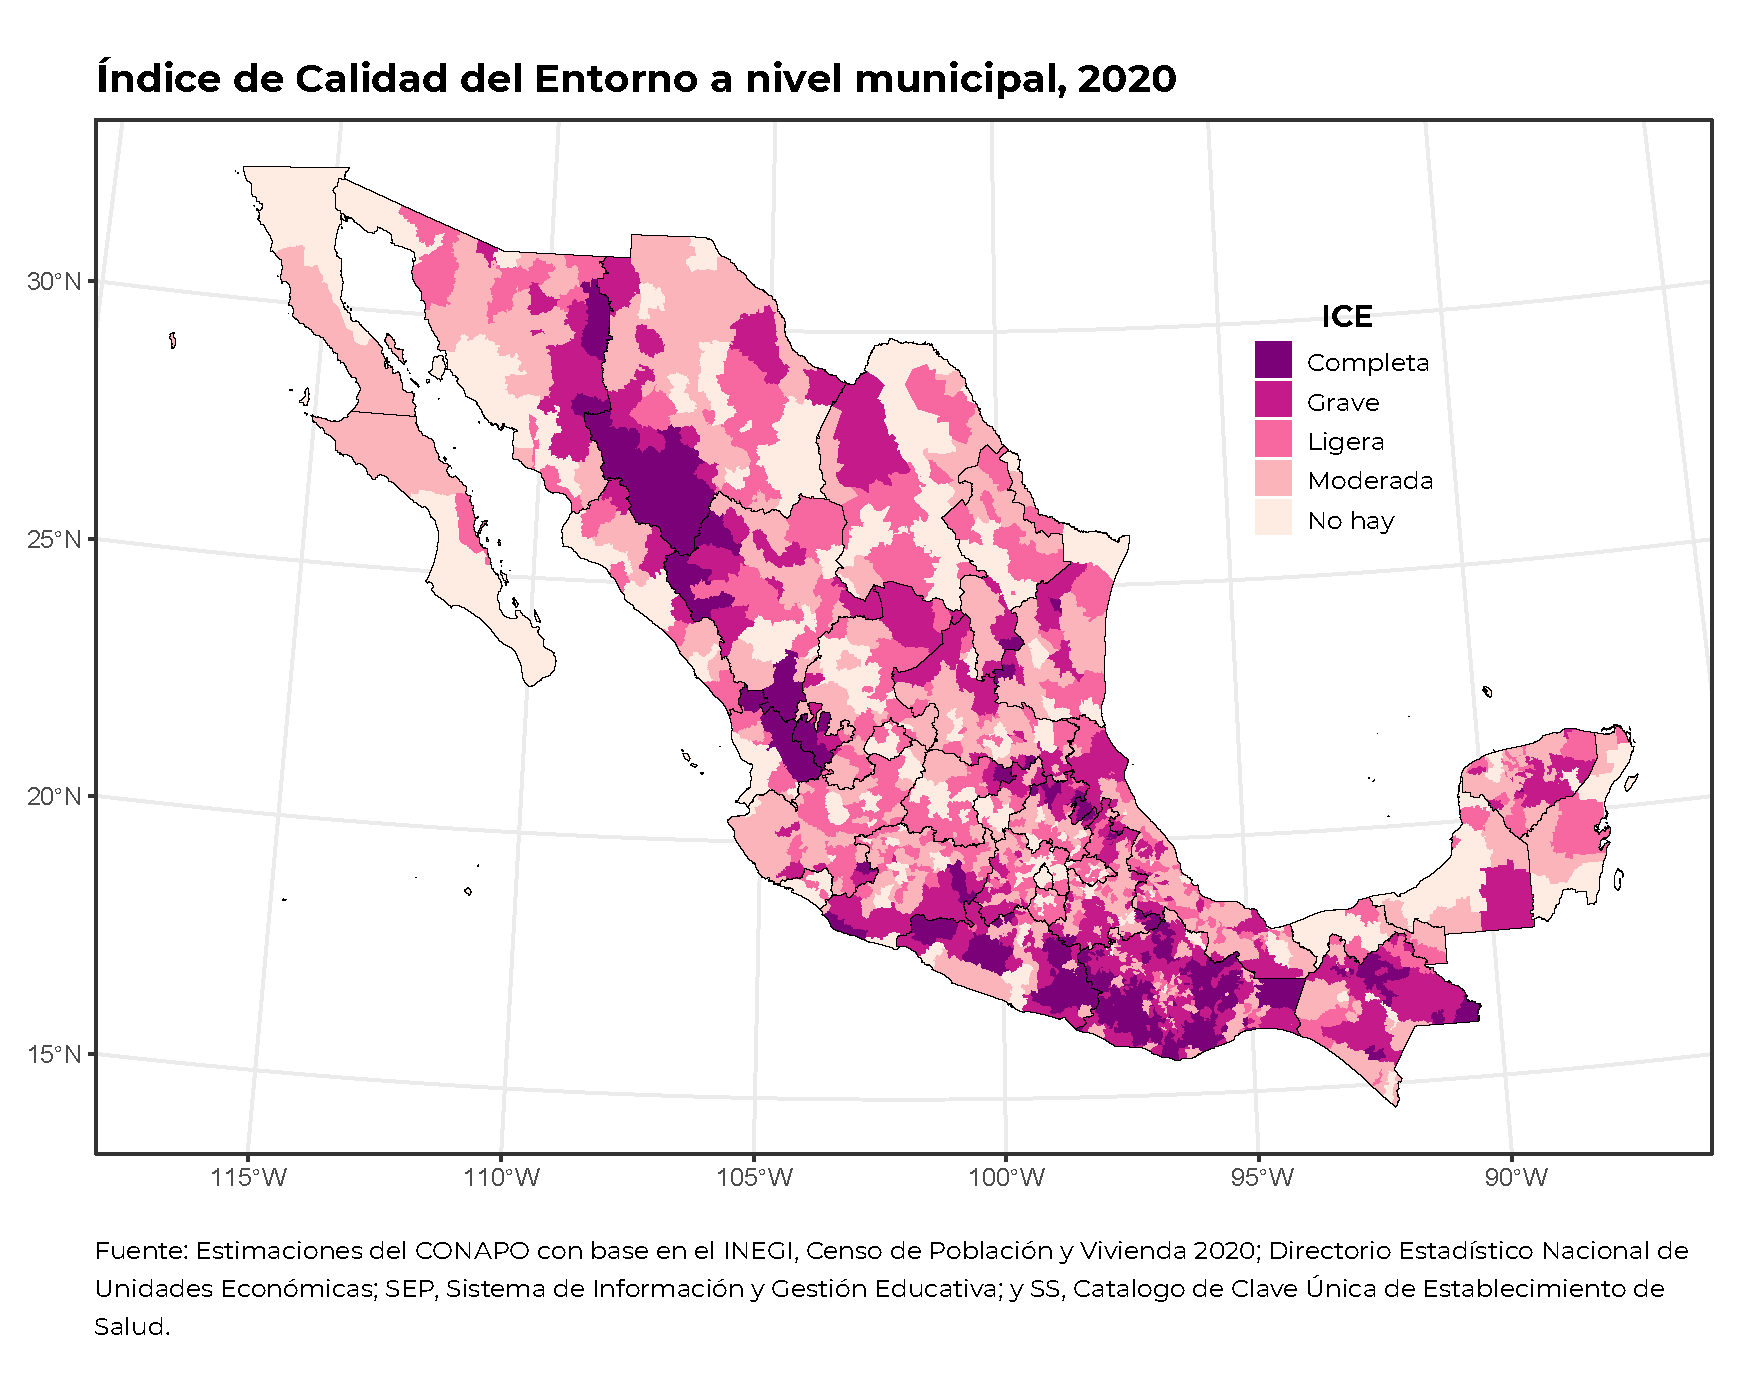 Índice de Calidad del Entorno a nivel municipal, 2020
ICE
Completa
Grave
Ligera
Moderada
No hay
30°N
25°N
20°N
15°N
115°W
110°W
105°W
100°W
95°W
90°W
Fuente: Estimaciones del CONAPO con base en el INEGI, Censo de Población y Vivienda 2020; Directorio Estadístico Nacional de
Unidades Económicas; SEP, Sistema de Información y Gestión Educativa; y SS, Catalogo de Clave Única de Establecimiento de
Salud.